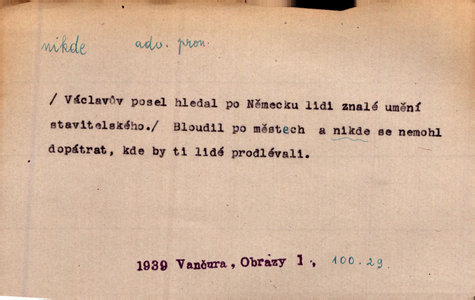 nikde adv. pron.
/ Václavův posel hledal po Německu lidi znalé umění
stavitelského./ Bloudil po městech a nikde se nemohl
dopátrat, kde by ti lidé prodlévali.
1939 Vančura, Obrazy 1, 100.29.